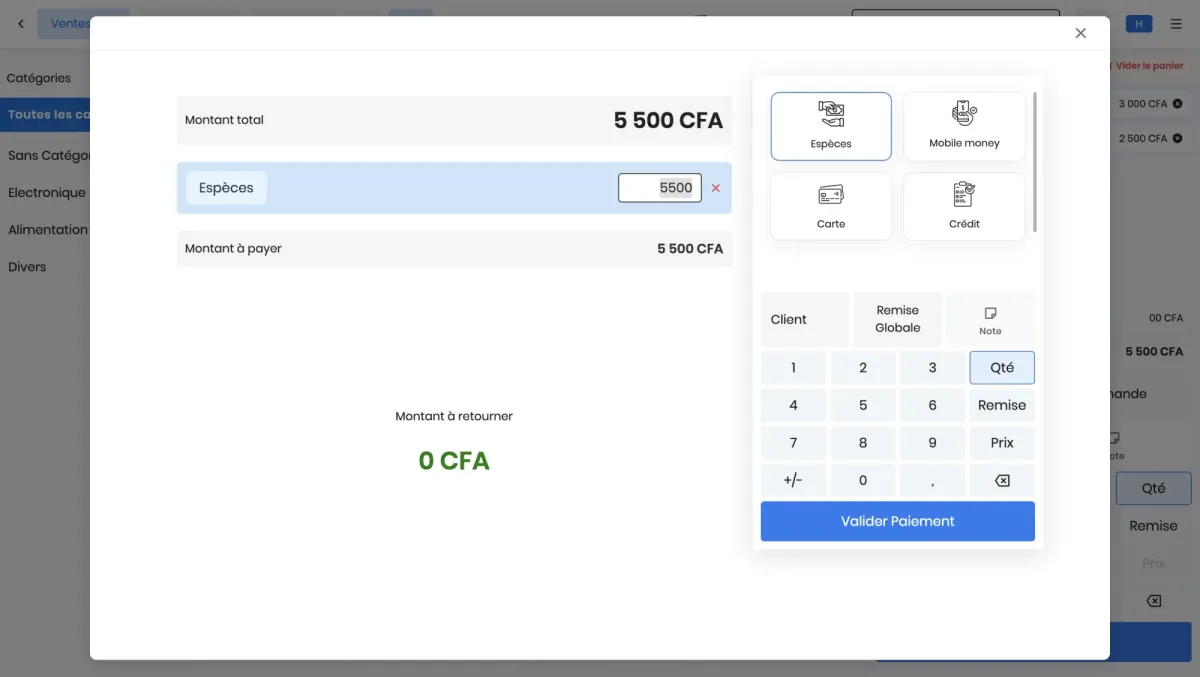 Ventes
H
Catégories
Vider le panier
Toutes les ca
3 000 CFA
Sans Catégo
2 500 CFA
Electronique
Alimentation
Divers
Montant total
5 500 CFA
Espèces
5500
Montant à payer
5 500 CFA
Montant à retourner
0 CFA
Espèces
Mobile money
Carte
Crédit
Client
Remise
Globale
Note
1
2
3
Qté
4
5
6
Remise
7
8
9
Prix
+/-
0
.
Valider Paiement
00 CFA
5 500 CFA
mande
ote
Qté
Remise
Prix